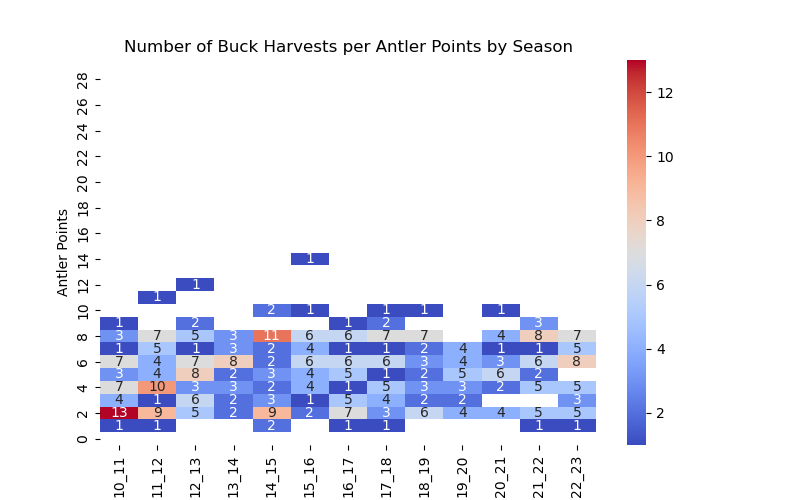 Number of Buck Harvests per Antler Points by Season
Antler Points
28
26
24
22
20
18
16
14 1
12 1
1
10 2 1 1 1 1
1 2 1 2 3
8 3 7 5 3 11 6 6 7 7 4 8 7
1 5 1 3 2 4 1 1 2 4 1 1 5
6 7 4 7 8 2 6 6 6 3 4 3 6 8
3 4 8 2 3 4 5 1 2 5 6 2
4 7 10 3 3 2 4 1 5 3 3 2 5 5
4 1 6 2 3 1 5 4 2 2 3
2 13 9 5 2 9 2 7 3 6 4 4 5 5
1 1 2 1 1 1 1
0
10_11 11_12 12_13 13_14 14_15 15_16 16_17 17_18 18_19 19_20 20_21 21_22 22_23
12
10
8
6
4
2